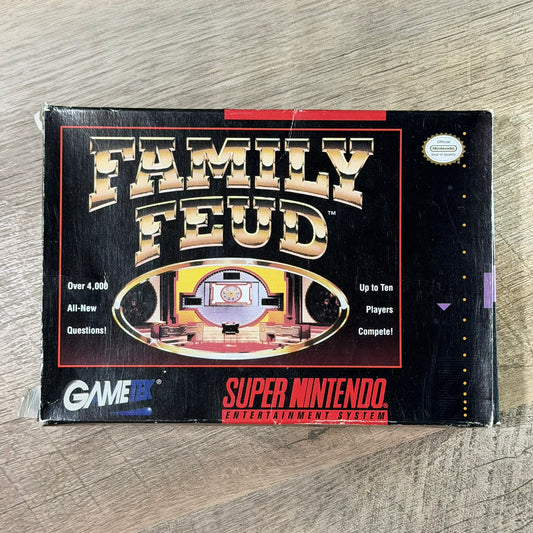 FAMILY
FEUD™
Official
Nintendo
Seal of Quality
Over 4,000
All-New
Questions!
Up to Ten
Players
Compete!
GAMETEK®
SUPER NINTENDO®
ENTERTAINMENT SYSTEM